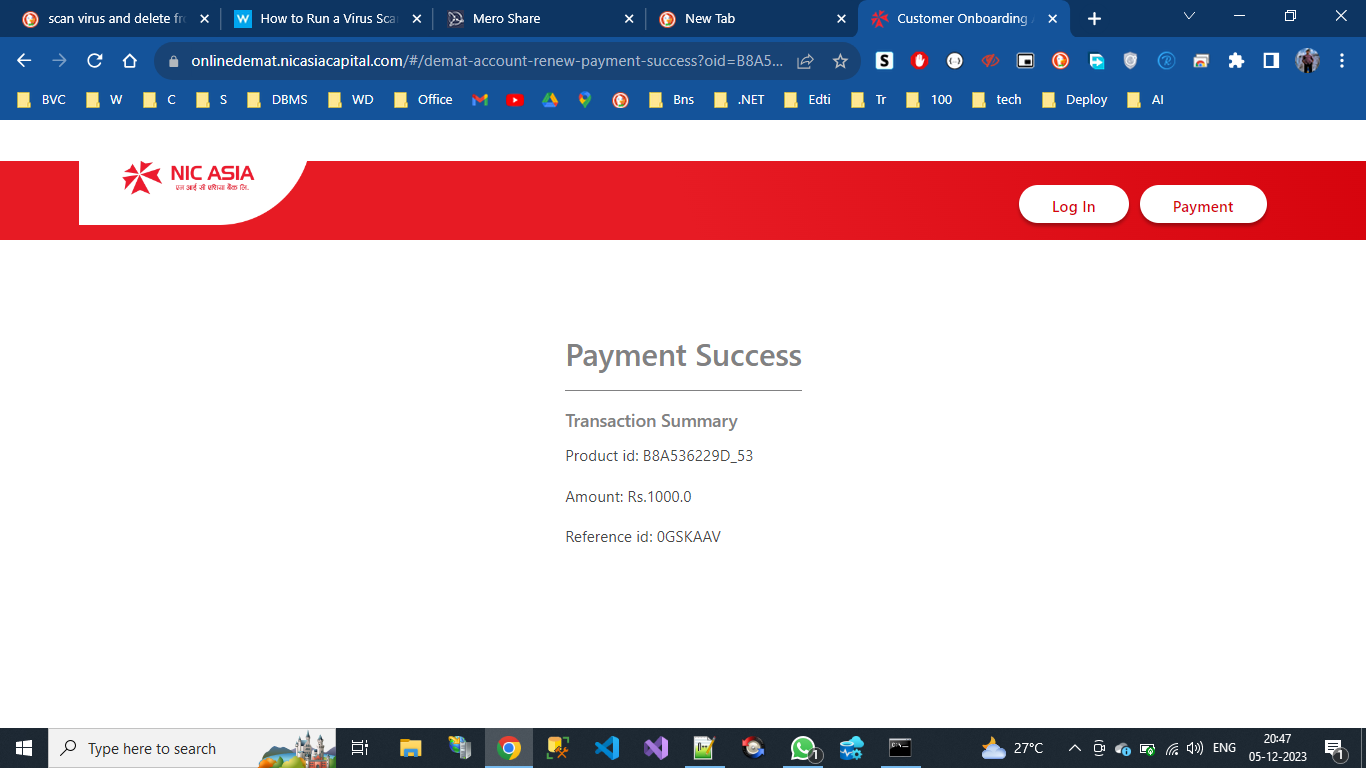 scan virus and delete fr
How to Run a Virus Sca
Mero Share
New Tab
Customer Onboarding
onlinedemat.nicasiacapital.com/#/demat-account-renew-payment-success?oid=B8A5...
BVC
W
C
S
DBMS
WD
Office
Bns
.NET
Edti
Tr
100
tech
Deploy
AI
NIC ASIA
एन आई सी एशिया बैंक लि.
Log In
Payment
Payment Success
Transaction Summary
Product id: B8A536229D_53
Amount: Rs.1000.0
Reference id: 0GSKAAV
Type here to search
1
27°C
ENG
20:47
05-12-2023
1